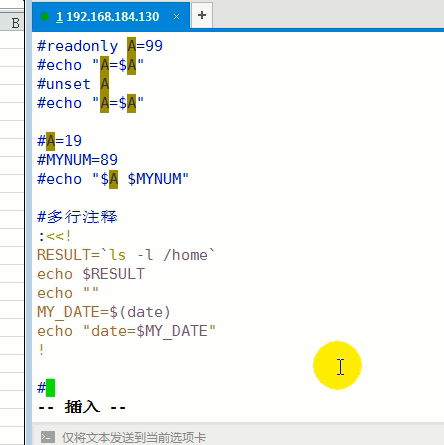 B
1 192.168.184.130
+
#readonly A=99
#echo "A=$A"
#unset A
#echo "A=$A"
#A=19
#MYNUM=89
#echo "$A $MYNUM"
#多行注释
:<<!
RESULT=`ls -l /home`
echo $RESULT
echo ""
MY_DATE=$(date)
echo "date=$MY_DATE"
!
#
-- 插入 --
仅将文本发送到当前选项卡